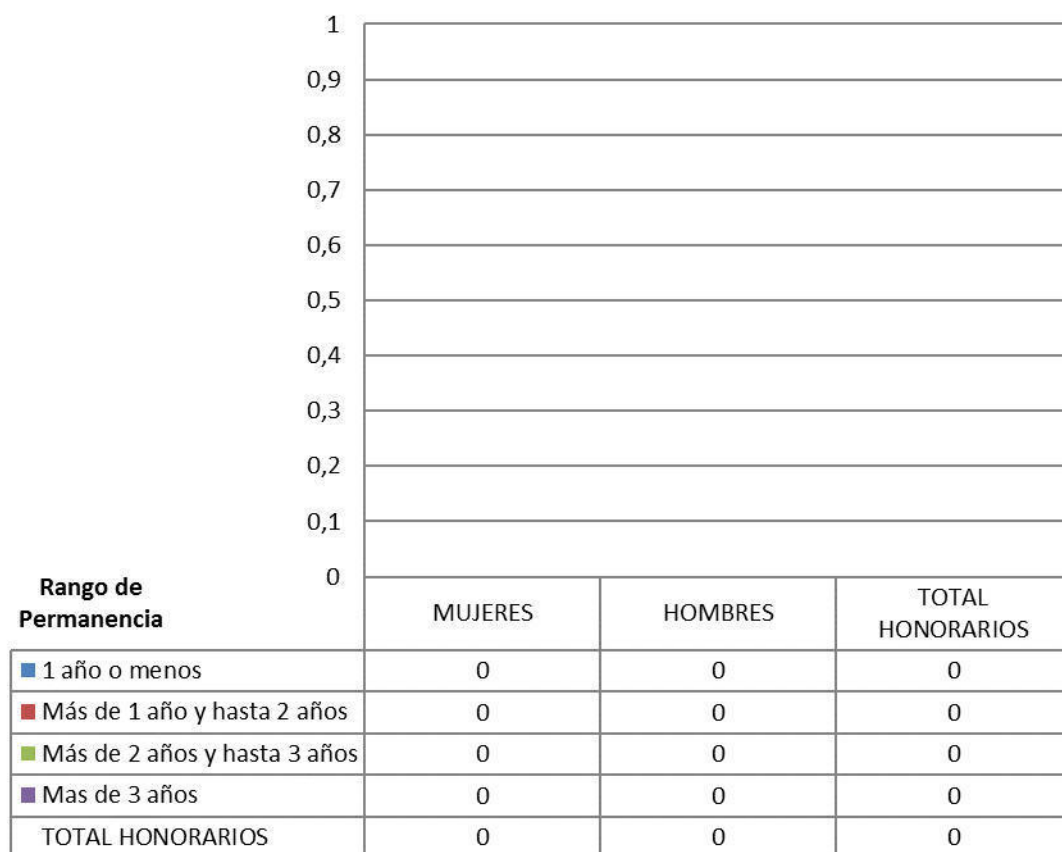 1
0,9
0,8
0,7
0,6
0,5
0,4
0,3
0,2
0,1
0
Rango de
Permanencia
MUJERES HOMBRES TOTAL
HONORARIOS
1 año o menos 0 0 0
Más de 1 año y hasta 2 años 0 0 0
Más de 2 años y hasta 3 años 0 0 0
Mas de 3 años 0 0 0
TOTAL HONORARIOS 0 0 0